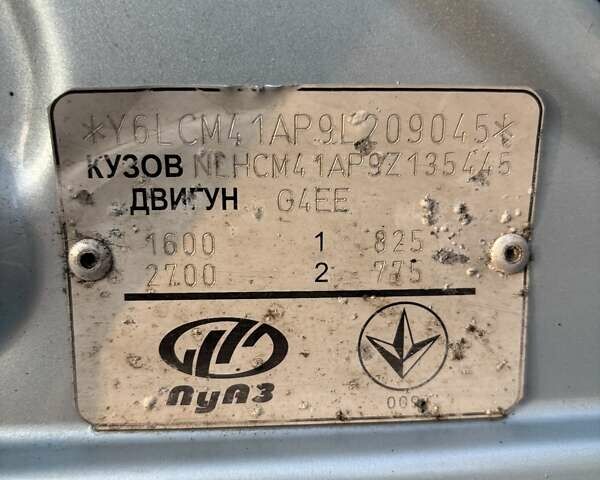 *Y6LCM41AP9L209045*
КУЗОВ NLHCM41AP9Z135445
ДВИГУН G4EE
1600 1 825
2700 2 775
ЛуАЗ